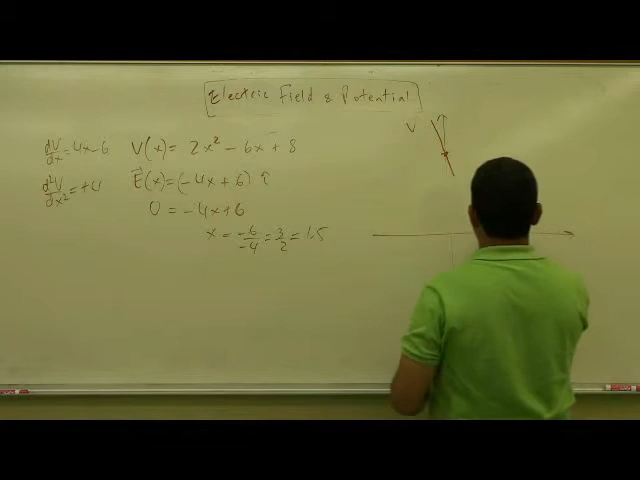 Electric Field & Potential
V
dV/dx = 4x-6 V(x) = 2x² - 6x + 8
d²V/dx² = +4 E⃗(x) = (-4x + 6) î
0 = -4x+6
x = -6/-4 = 3/2 = 1.5